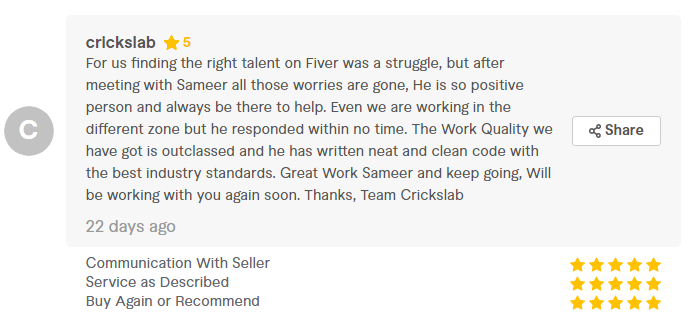 C
crickslab 5
For us finding the right talent on Fiver was a struggle, but after
meeting with Sameer all those worries are gone, He is so positive
person and always be there to help. Even we are working in the
different zone but he responded within no time. The Work Quality we
have got is outclassed and he has written neat and clean code with
the best industry standards. Great Work Sameer and keep going, Will
be working with you again soon. Thanks, Team Crickslab
Share
22 days ago
Communication With Seller
Service as Described
Buy Again or Recommend